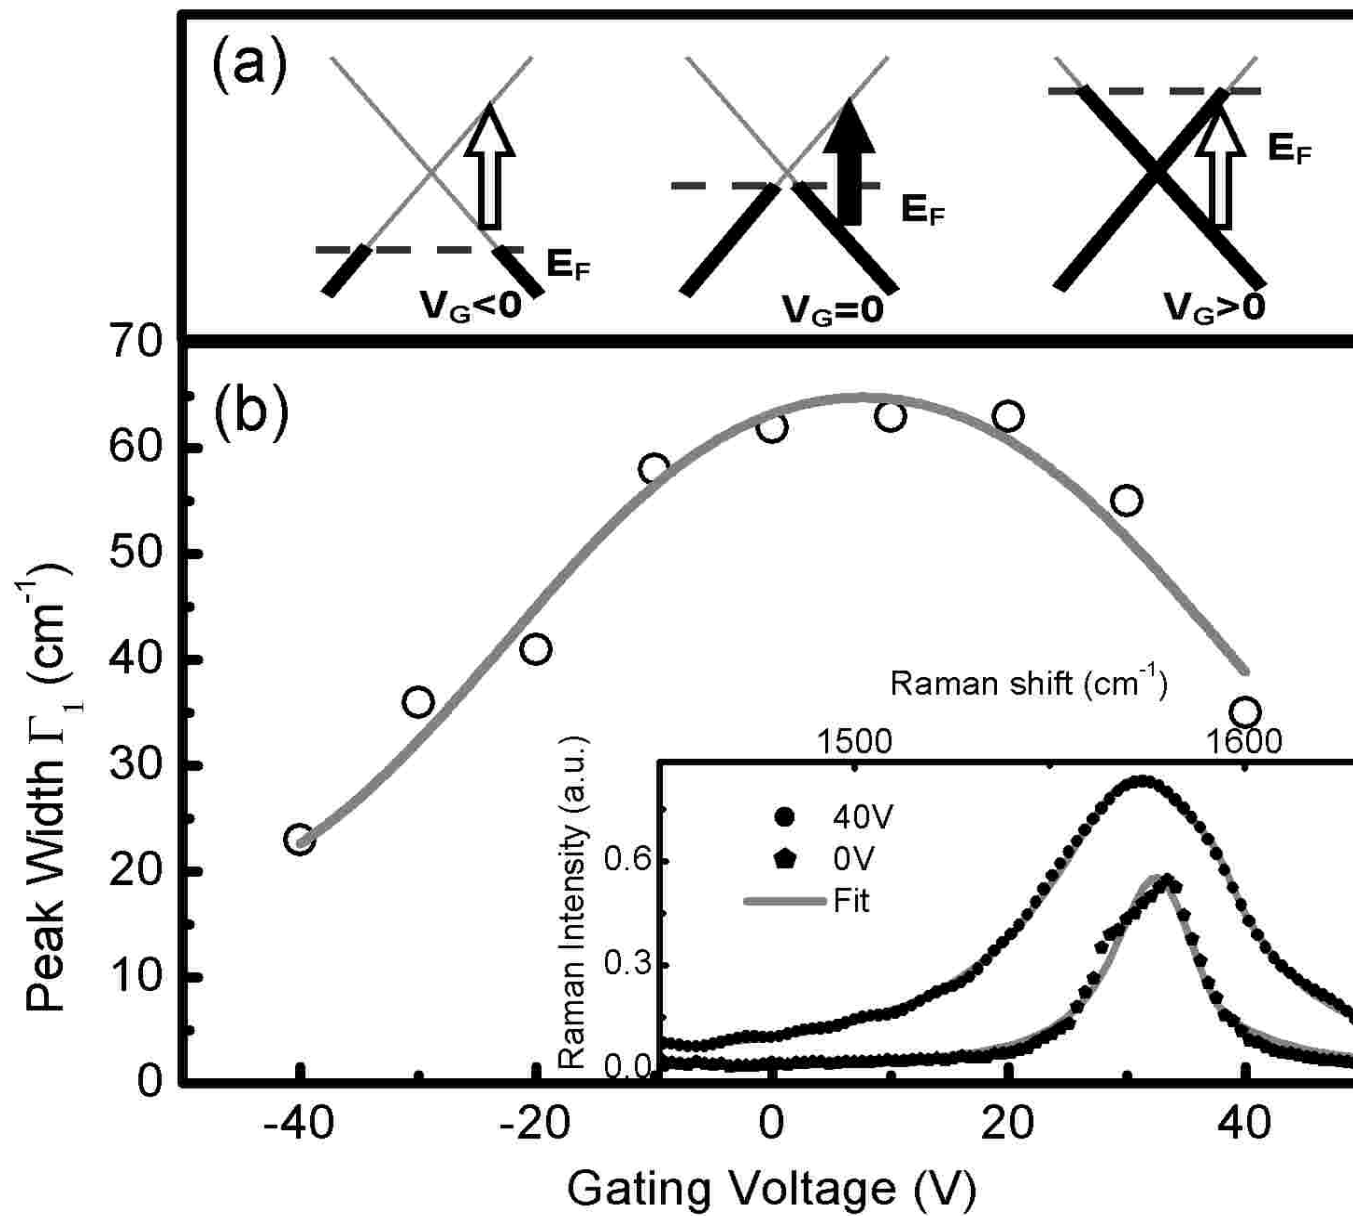 (a)
E_F
E_F
E_F
V_G<0
V_G=0
V_G>0
(b)
70
60
50
40
30
20
10
0
Peak Width Γ₁ (cm⁻¹)
Raman shift (cm⁻¹)
1500
1600
Raman Intensity (a.u.)
0.6
0.3
0.0
40V
0V
Fit
-40
-20
0
20
40
Gating Voltage (V)